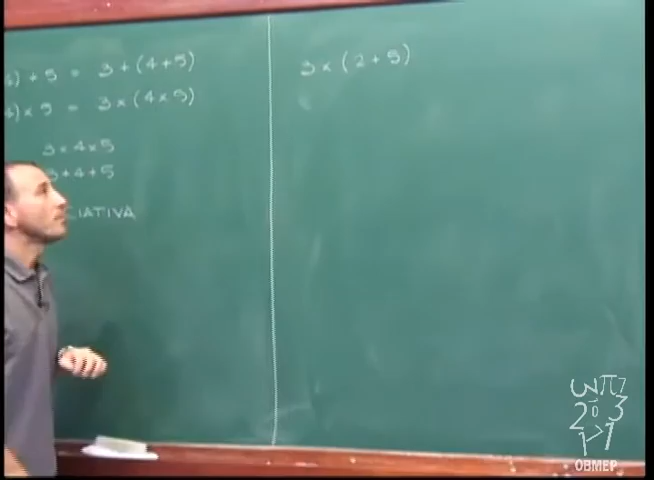 ) + 5 = 3 + (4 + 5)
) × 5 = 3 × (4 × 5)
3 × 4 × 5
3 + 4 + 5
CIATIVA
3 × (2 + 5)
OBMEP